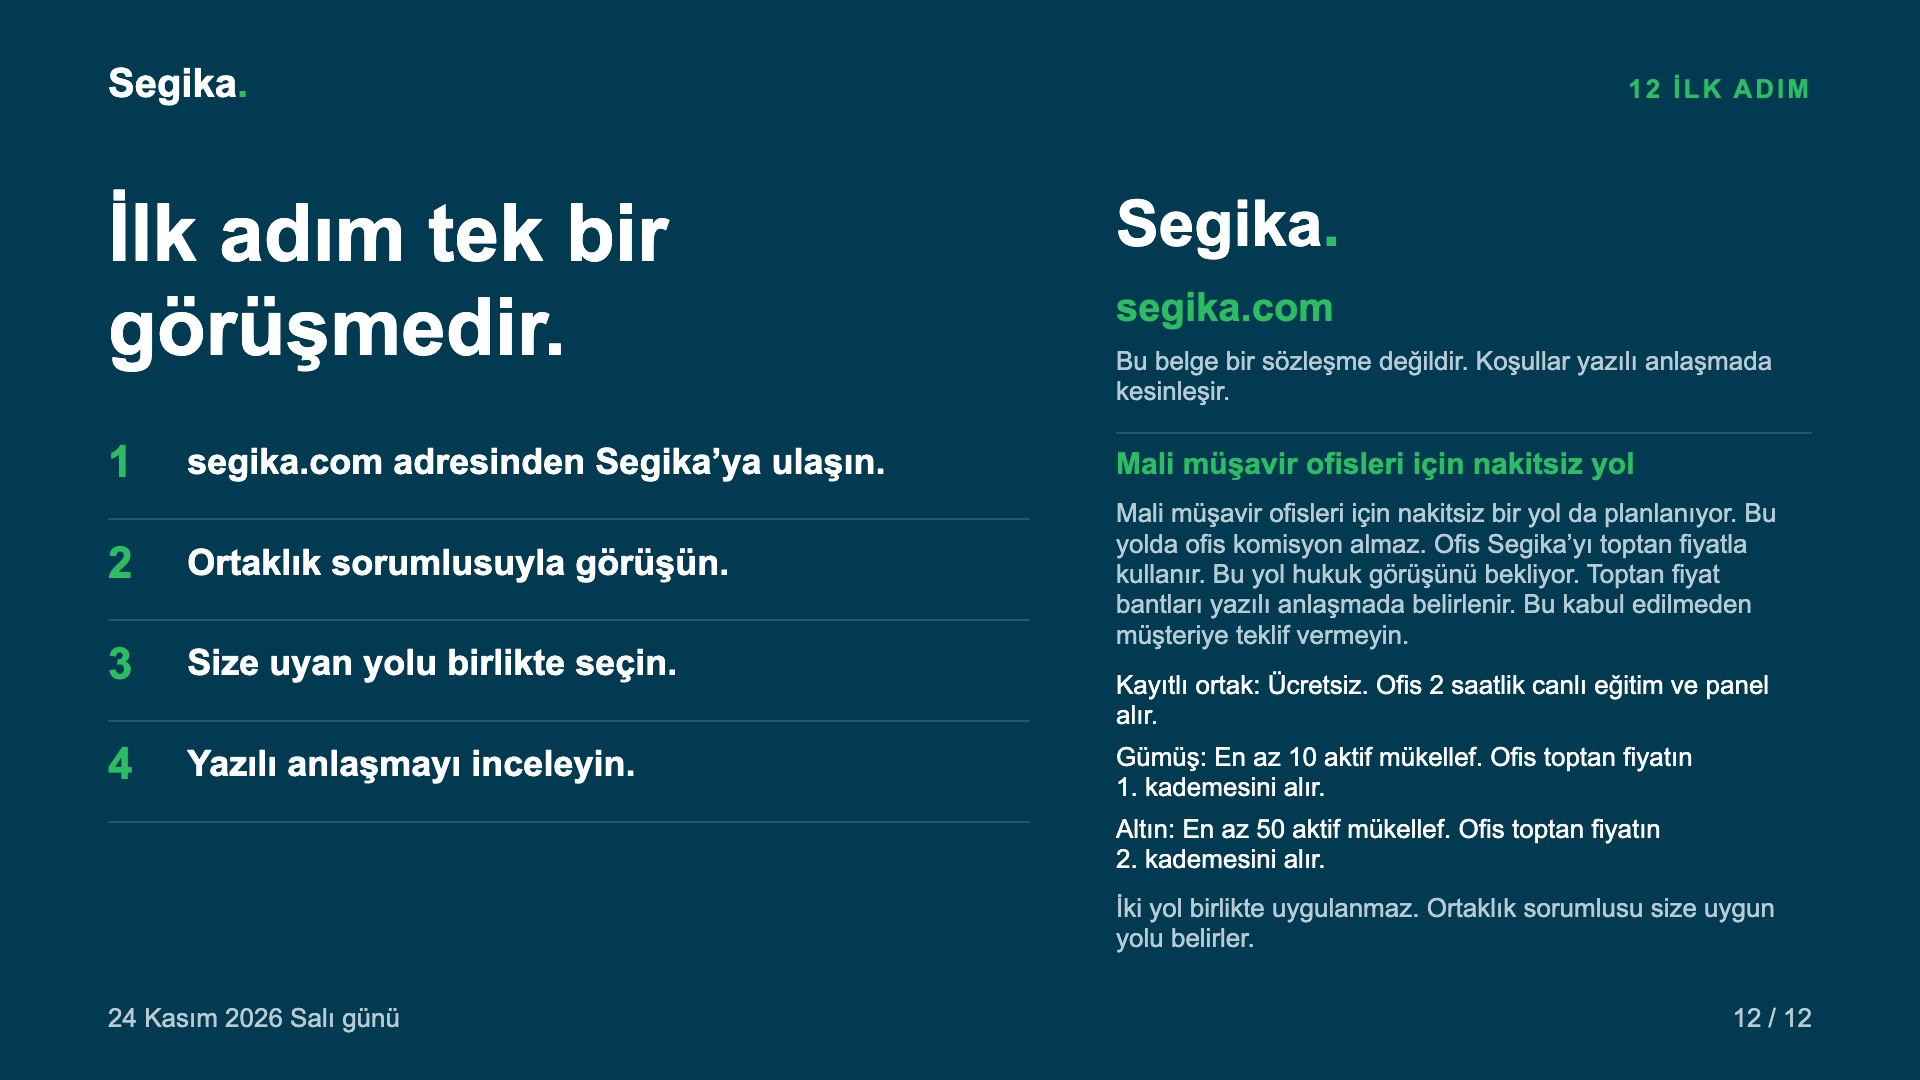 Segika.
12 İLK ADIM
İlk adım tek bir
görüşmedir.
1 segika.com adresinden Segika’ya ulaşın.
2 Ortaklık sorumlusuyla görüşün.
3 Size uyan yolu birlikte seçin.
4 Yazılı anlaşmayı inceleyin.
Segika.
segika.com
Bu belge bir sözleşme değildir. Koşullar yazılı anlaşmada
kesinleşir.
Mali müşavir ofisleri için nakitsiz yol
Mali müşavir ofisleri için nakitsiz bir yol da planlanıyor. Bu
yolda ofis komisyon almaz. Ofis Segika’yı toptan fiyatla
kullanır. Bu yol hukuk görüşünü bekliyor. Toptan fiyat
bantları yazılı anlaşmada belirlenir. Bu kabul edilmeden
müşteriye teklif vermeyin.
Kayıtlı ortak: Ücretsiz. Ofis 2 saatlik canlı eğitim ve panel
alır.
Gümüş: En az 10 aktif mükellef. Ofis toptan fiyatın
1. kademesini alır.
Altın: En az 50 aktif mükellef. Ofis toptan fiyatın
2. kademesini alır.
İki yol birlikte uygulanmaz. Ortaklık sorumlusu size uygun
yolu belirler.
24 Kasım 2026 Salı günü
12 / 12